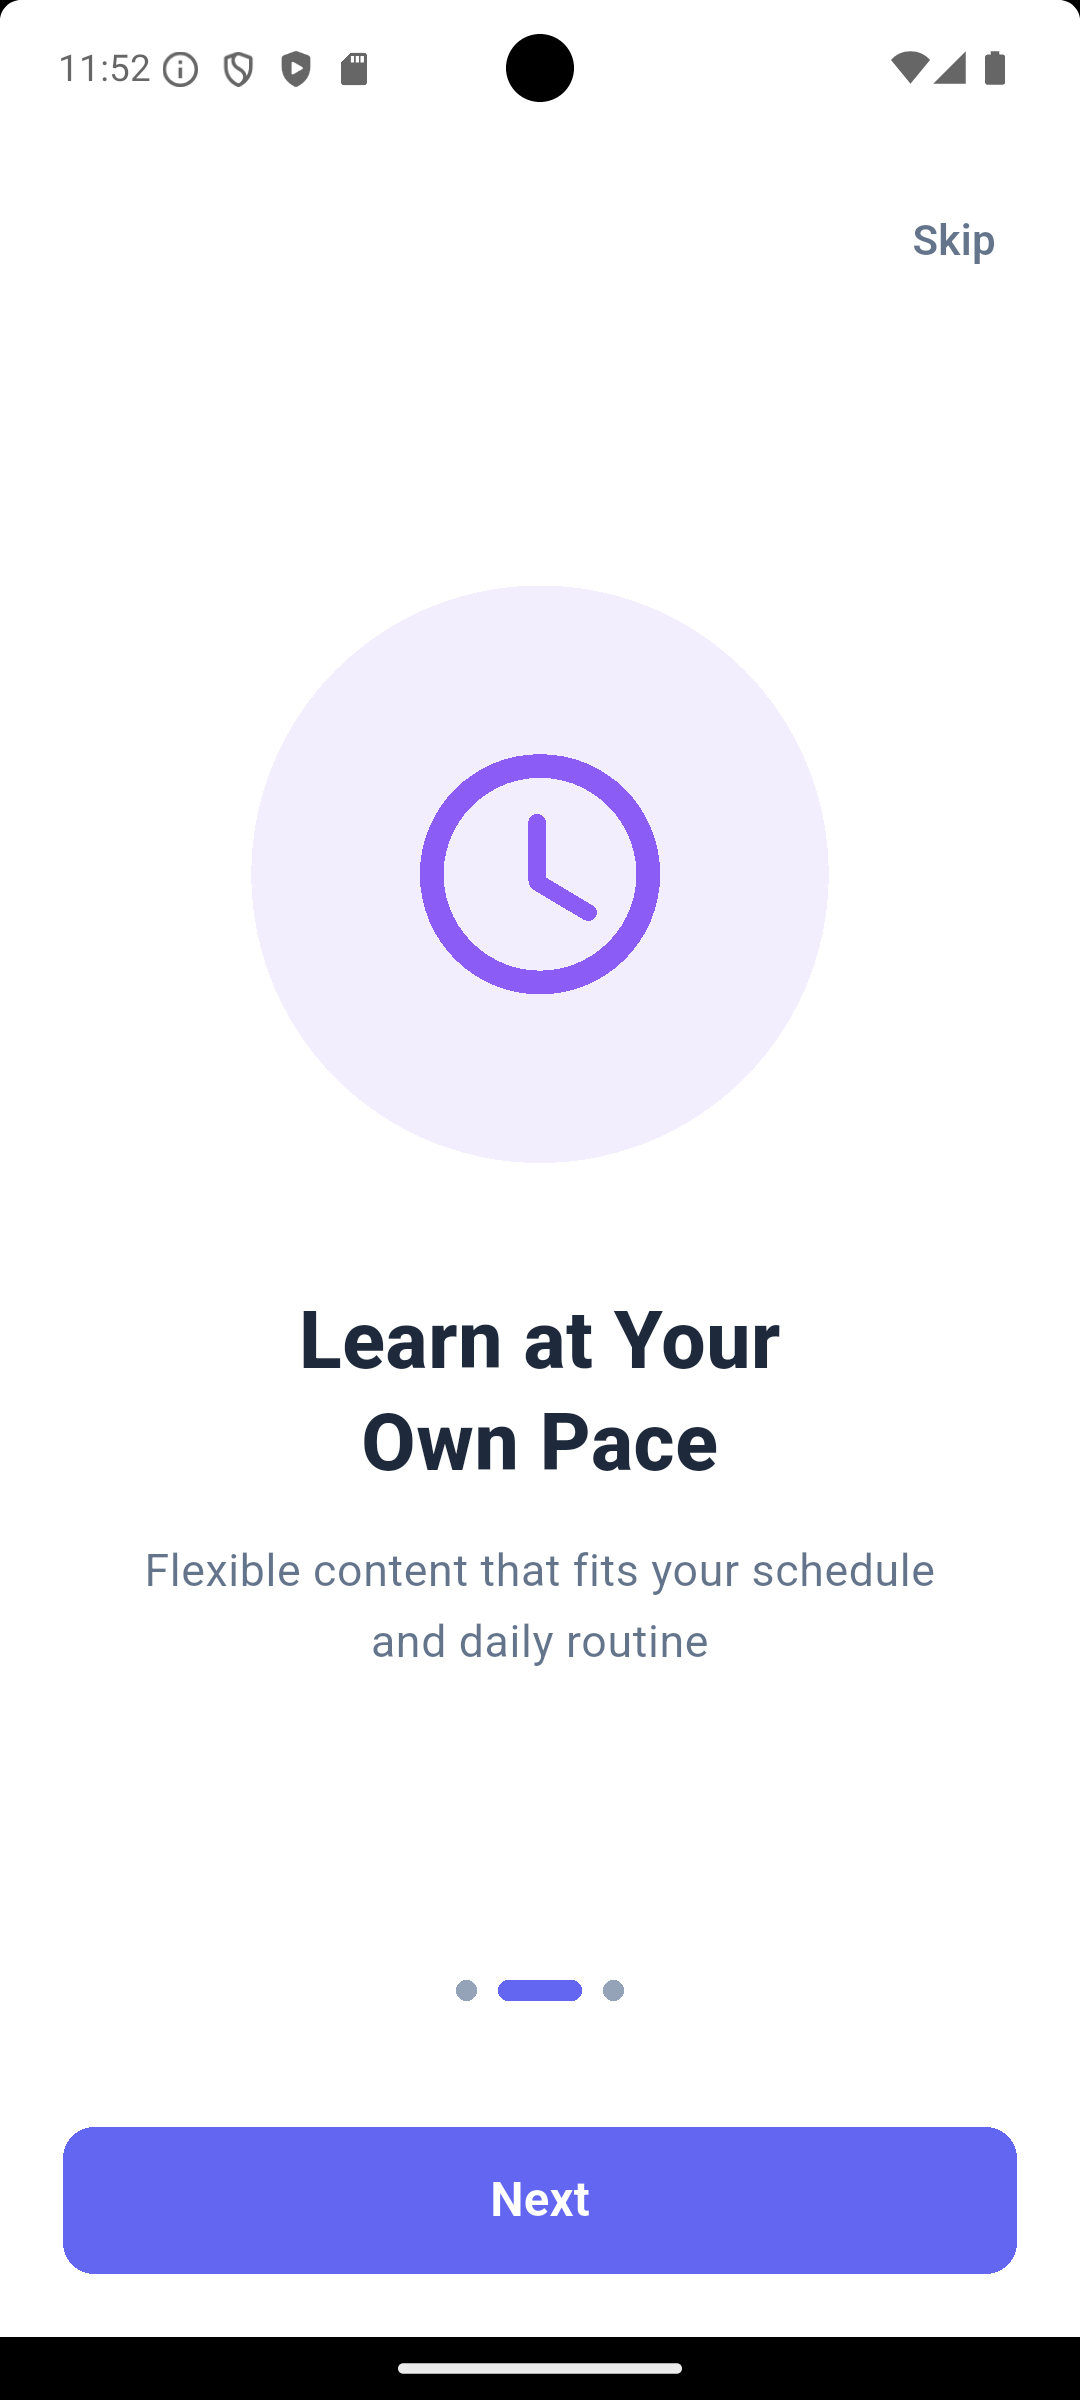 11:52
Skip
Learn at Your
Own Pace
Flexible content that fits your schedule
and daily routine
Next